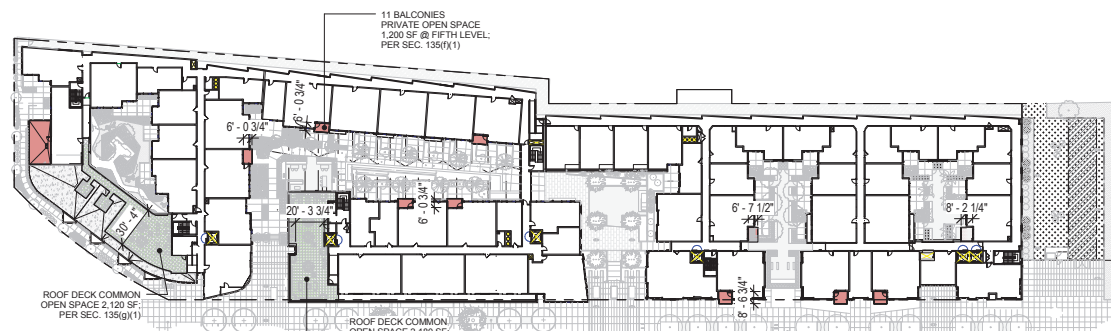 11 BALCONIES
PRIVATE OPEN SPACE
1,200 SF @ FIFTH LEVEL;
PER SEC. 135(f)(1)
6' - 0 3/4"
6' - 0 3/4"
6' - 0 3/4"
20' - 3 3/4"
30' - 4"
6' - 7 1/2"
8' - 2 1/4"
8' - 6 3/4"
ROOF DECK COMMON
OPEN SPACE 2,120 SF;
PER SEC. 135(g)(1)
ROOF DECK COMMON